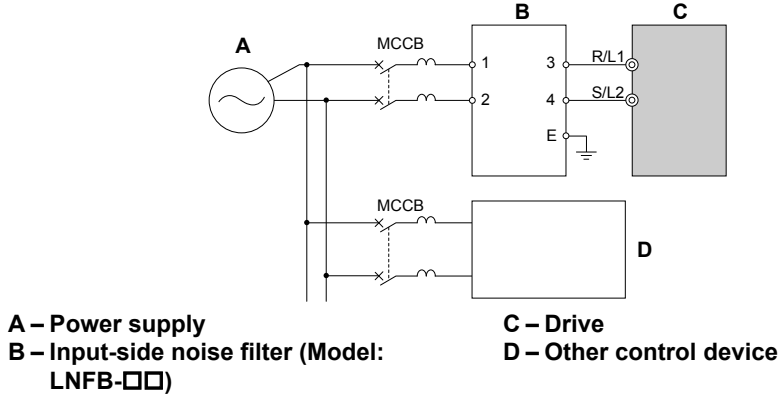 B
C
A
MCCB
1
3
R/L1
2
4
S/L2
E
MCCB
D
A – Power supply
B – Input-side noise filter (Model:
LNFB-□□)
C – Drive
D – Other control device